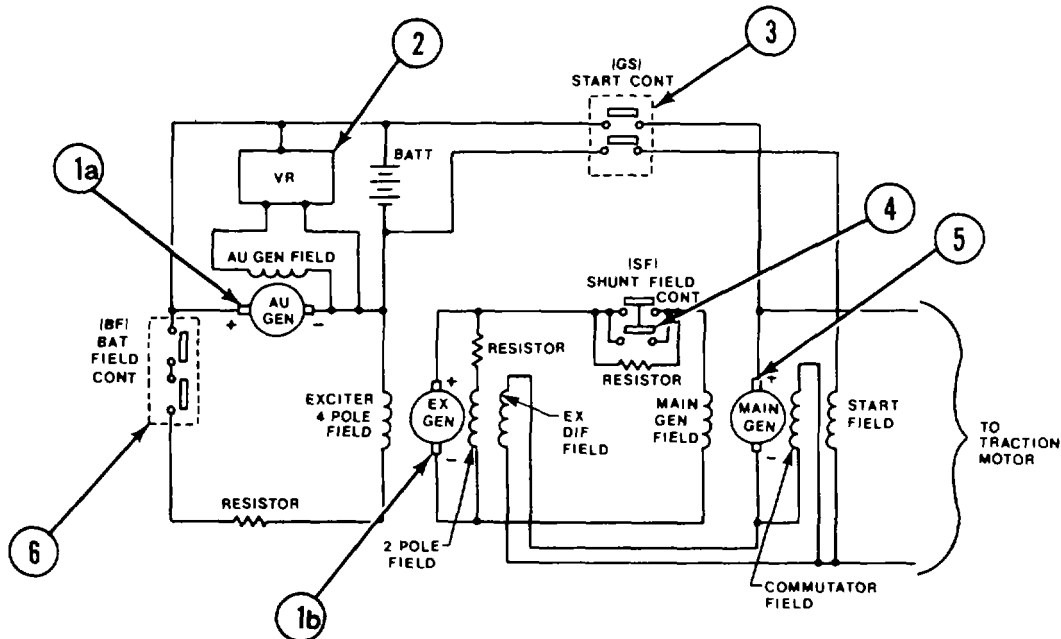 2
3
(GS)
START CONT
1a
VR
BATT
4
5
AU GEN FIELD
(SF)
SHUNT FIELD
CONT
AU
GEN
+
-
(BF)
BAT
FIELD
CONT
RESISTOR
RESISTOR
EXCITER
4 POLE
FIELD
+
EX
GEN
-
EX
DIF
FIELD
MAIN
GEN
FIELD
+
MAIN
GEN
-
START
FIELD
TO
TRACTION
MOTOR
RESISTOR
6
2 POLE
FIELD
1b
COMMUTATOR
FIELD